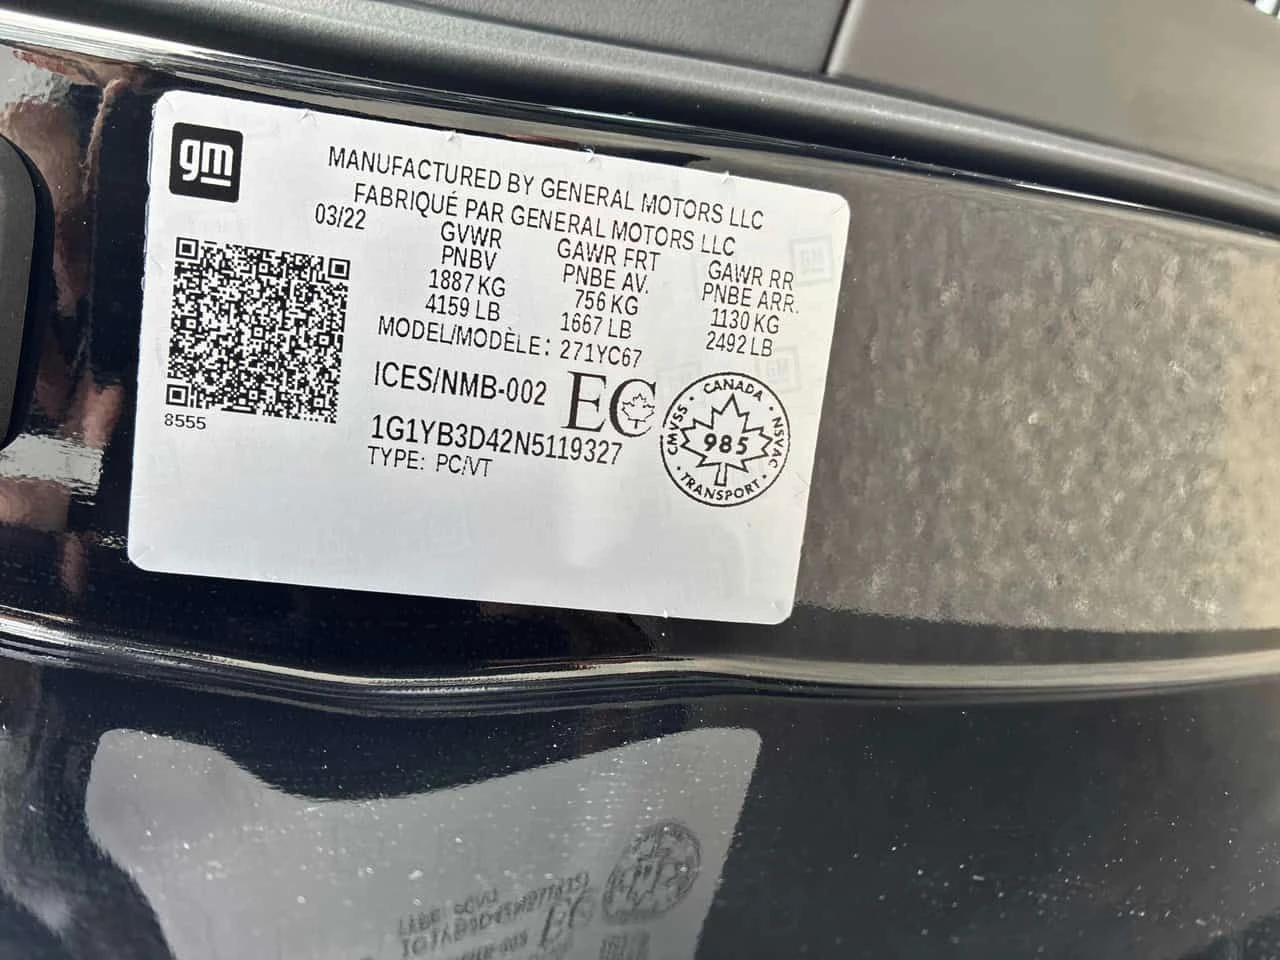 gm
MANUFACTURED BY GENERAL MOTORS LLC
FABRIQUÉ PAR GENERAL MOTORS LLC
03/22
GVWR GAWR FRT GAWR RR
PNBV PNBE AV. PNBE ARR.
1887 KG 756 KG 1130 KG
4159 LB 1667 LB 2492 LB
MODEL/MODÈLE: 271YC67
ICES/NMB-002 EC
1G1YB3D42N5119327
TYPE: PC/VT
8555
CANADA
CMVSS 985 NSVAC
TRANSPORT